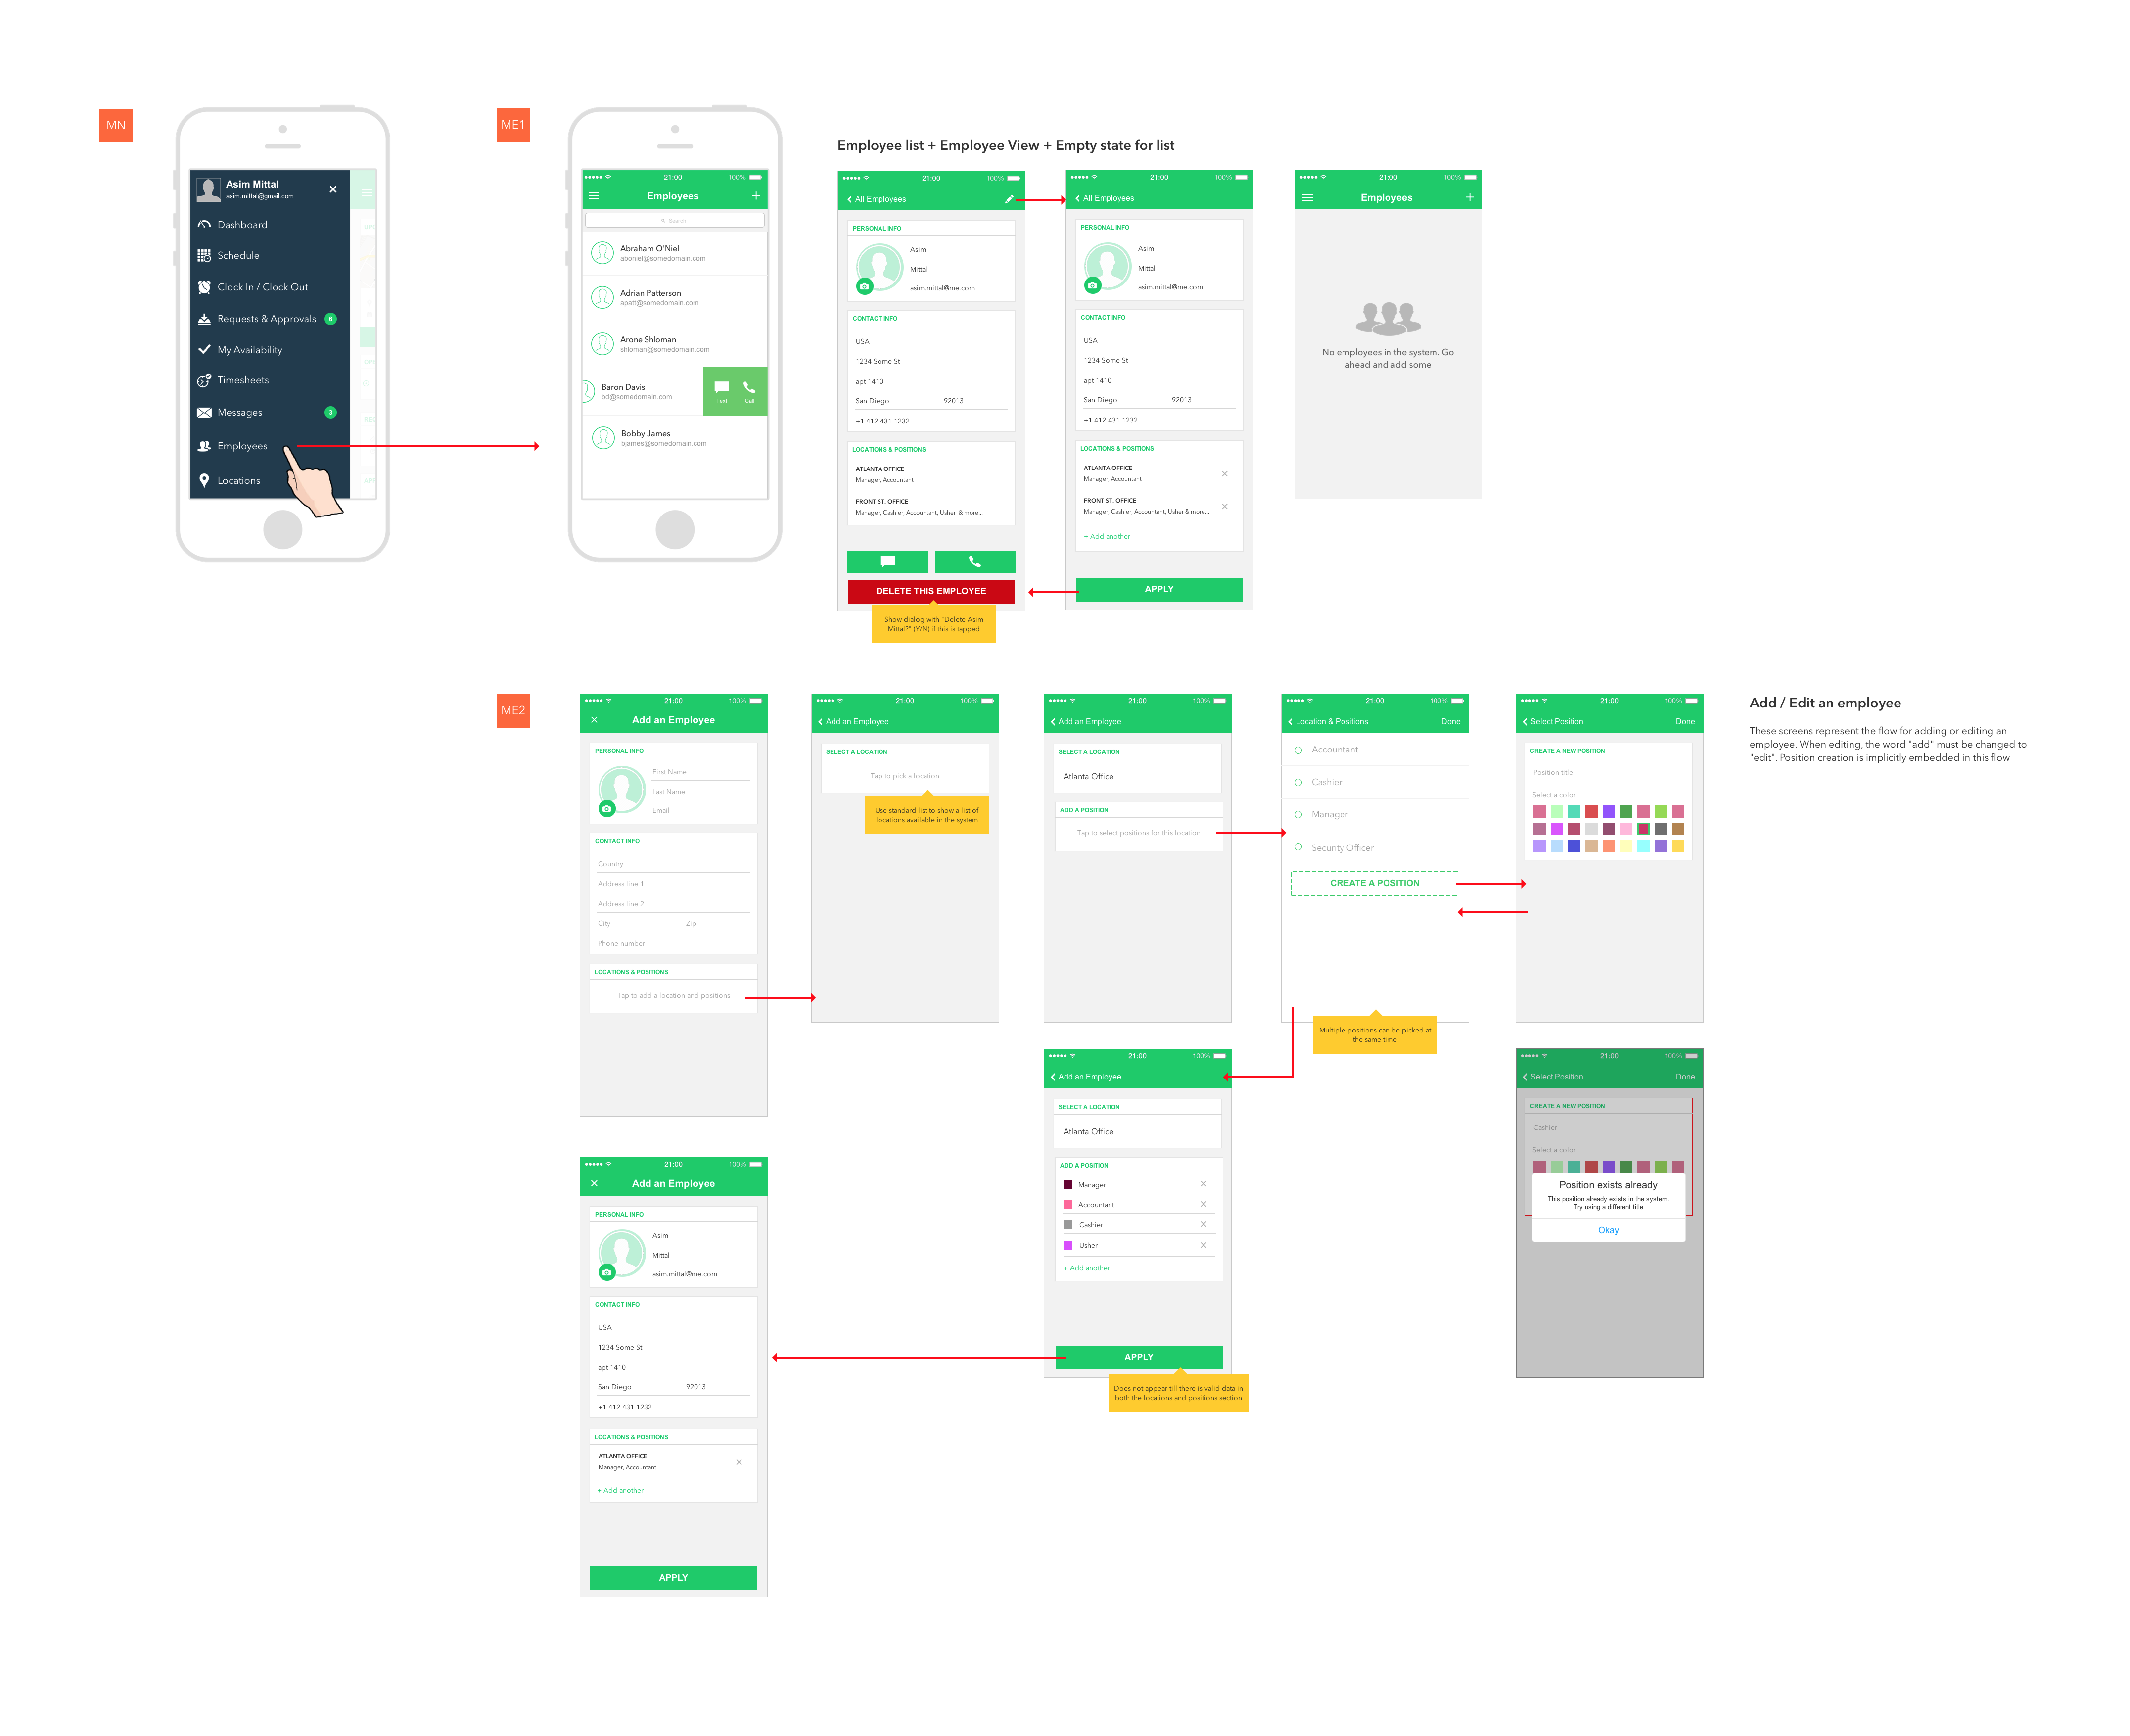 MN
Asim Mittal
asim.mittal@gmail.com
Dashboard
Schedule
Clock In / Clock Out
Requests & Approvals 6
My Availability
Timesheets
Messages 3
Employees
Locations
ME1
21:00 100%
Employees
Search
Abraham O'Niel
aboniel@somedomain.com
Adrian Patterson
apatt@somedomain.com
Arone Shloman
shloman@somedomain.com
Baron Davis
bd@somedomain.com
Text Call
Bobby James
bjames@somedomain.com
Employee list + Employee View + Empty state for list
21:00 100%
All Employees
PERSONAL INFO
Asim
Mittal
asim.mittal@me.com
CONTACT INFO
USA
1234 Some St
apt 1410
San Diego 92013
+1 412 431 1232
LOCATIONS & POSITIONS
ATLANTA OFFICE
Manager, Accountant
FRONT ST. OFFICE
Manager, Cashier, Accountant, Usher & more...
DELETE THIS EMPLOYEE
Show dialog with "Delete Asim
Mittal?" (Y/N) if this is tapped
21:00 100%
All Employees
PERSONAL INFO
Asim
Mittal
asim.mittal@me.com
CONTACT INFO
USA
1234 Some St
apt 1410
San Diego 92013
+1 412 431 1232
LOCATIONS & POSITIONS
ATLANTA OFFICE
Manager, Accountant
FRONT ST. OFFICE
Manager, Cashier, Accountant, Usher & more...
+ Add another
APPLY
21:00 100%
Employees
No employees in the system. Go
ahead and add some
ME2
21:00 100%
Add an Employee
PERSONAL INFO
First Name
Last Name
Email
CONTACT INFO
Country
Address line 1
Address line 2
City Zip
Phone number
LOCATIONS & POSITIONS
Tap to add a location and positions
21:00 100%
Add an Employee
SELECT A LOCATION
Tap to pick a location
Use standard list to show a list of
locations available in the system
21:00 100%
Add an Employee
SELECT A LOCATION
Atlanta Office
ADD A POSITION
Tap to select positions for this location
21:00 100%
Location & Positions Done
Accountant
Cashier
Manager
Security Officer
CREATE A POSITION
Multiple positions can be picked at
the same time
21:00 100%
Select Position Done
CREATE A NEW POSITION
Position title
Select a color
Add / Edit an employee
These screens represent the flow for adding or editing an
employee. When editing, the word "add" must be changed to
"edit". Position creation is implicitly embedded in this flow
21:00 100%
Add an Employee
SELECT A LOCATION
Atlanta Office
ADD A POSITION
Manager
Accountant
Cashier
Usher
+ Add another
APPLY
Does not appear till there is valid data in
both the locations and positions section
21:00 100%
Select Position Done
CREATE A NEW POSITION
Cashier
Select a color
Position exists already
This position already exists in the system.
Try using a different title
Okay
21:00 100%
Add an Employee
PERSONAL INFO
Asim
Mittal
asim.mittal@me.com
CONTACT INFO
USA
1234 Some St
apt 1410
San Diego 92013
+1 412 431 1232
LOCATIONS & POSITIONS
ATLANTA OFFICE
Manager, Accountant
+ Add another
APPLY